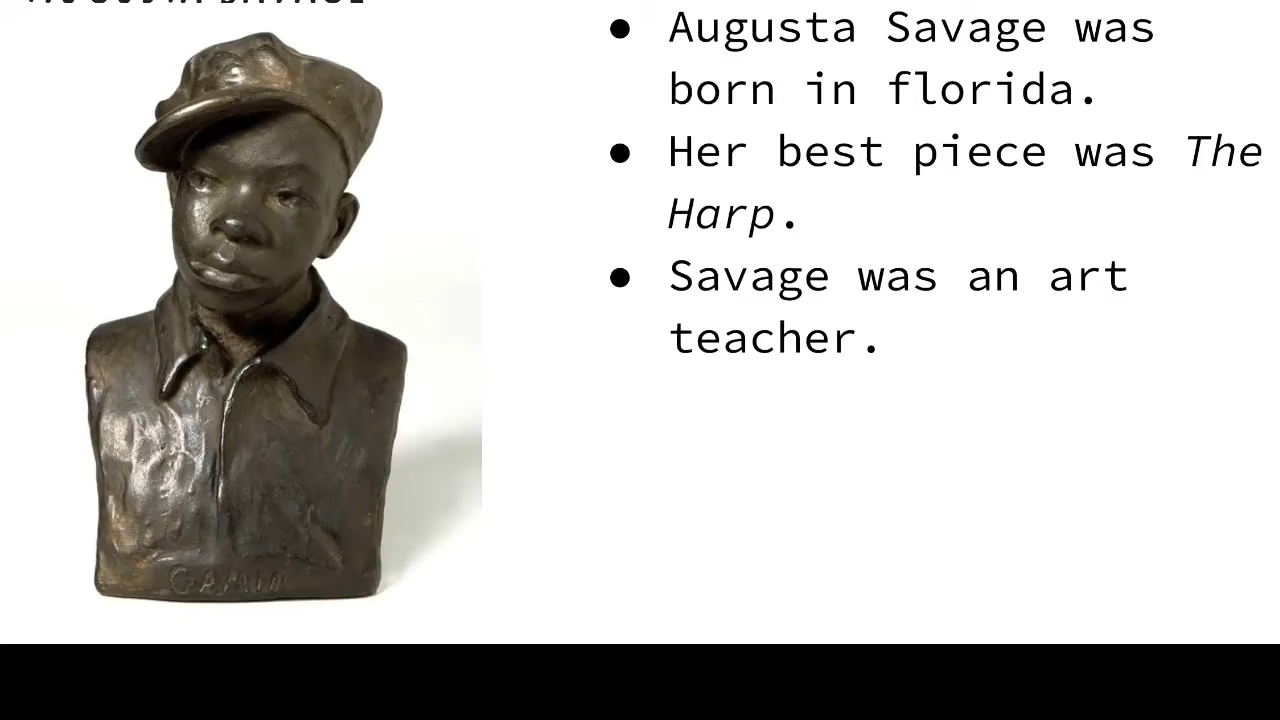 Augusta Savage was
born in florida.
Her best piece was The
Harp.
Savage was an art
teacher.
GAMIN